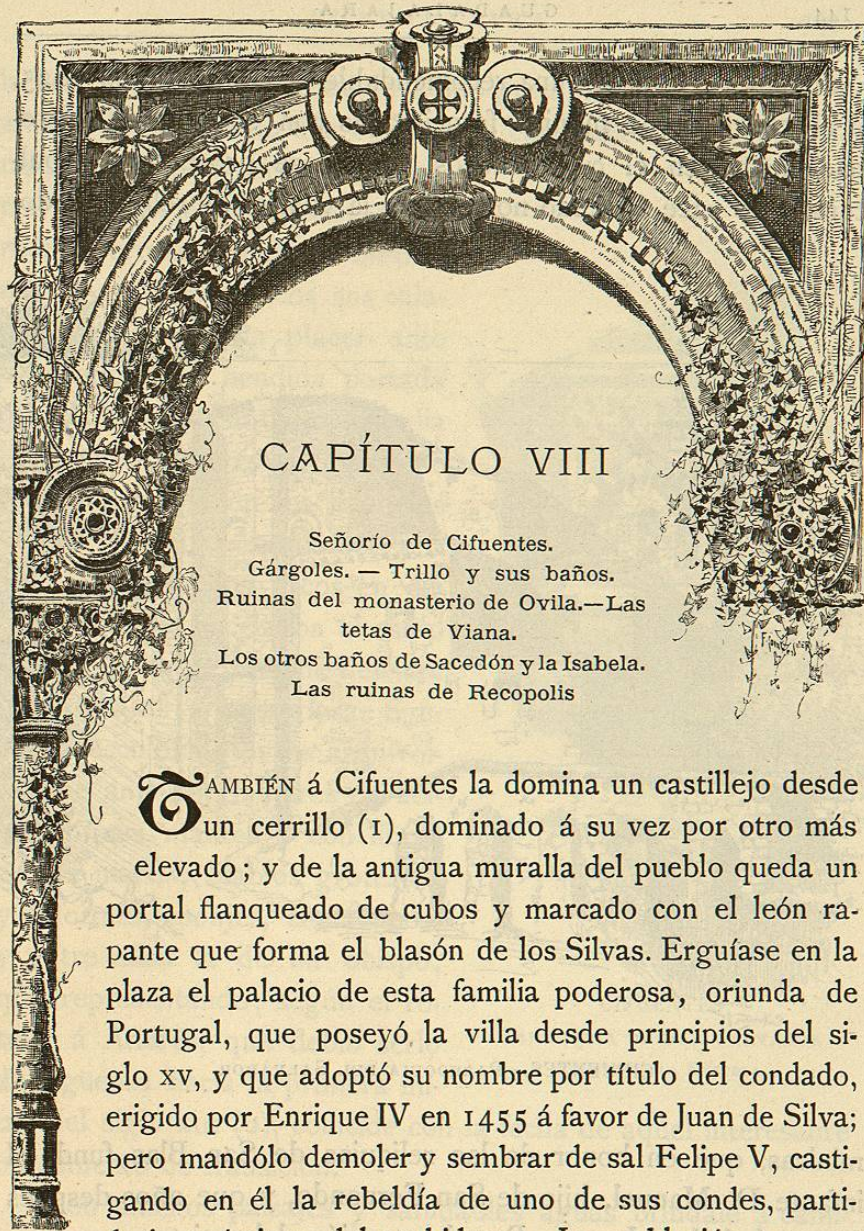 CAPÍTULO VIII
Señorío de Cifuentes.
Gárgoles. — Trillo y sus baños.
Ruinas del monasterio de Ovila.—Las
tetas de Viana.
Los otros baños de Sacedón y la Isabela.
Las ruinas de Recopolis
TAMBIÉN á Cifuentes la domina un castillejo desde
un cerrillo (1), dominado á su vez por otro más
elevado; y de la antigua muralla del pueblo queda un
portal flanqueado de cubos y marcado con el león ra-
pante que forma el blasón de los Silvas. Erguíase en la
plaza el palacio de esta familia poderosa, oriunda de
Portugal, que poseyó la villa desde principios del si-
glo XV, y que adoptó su nombre por título del condado,
erigido por Enrique IV en 1455 á favor de Juan de Silva;
pero mandólo demoler y sembrar de sal Felipe V, casti-
gando en él la rebeldía de uno de sus condes, parti-